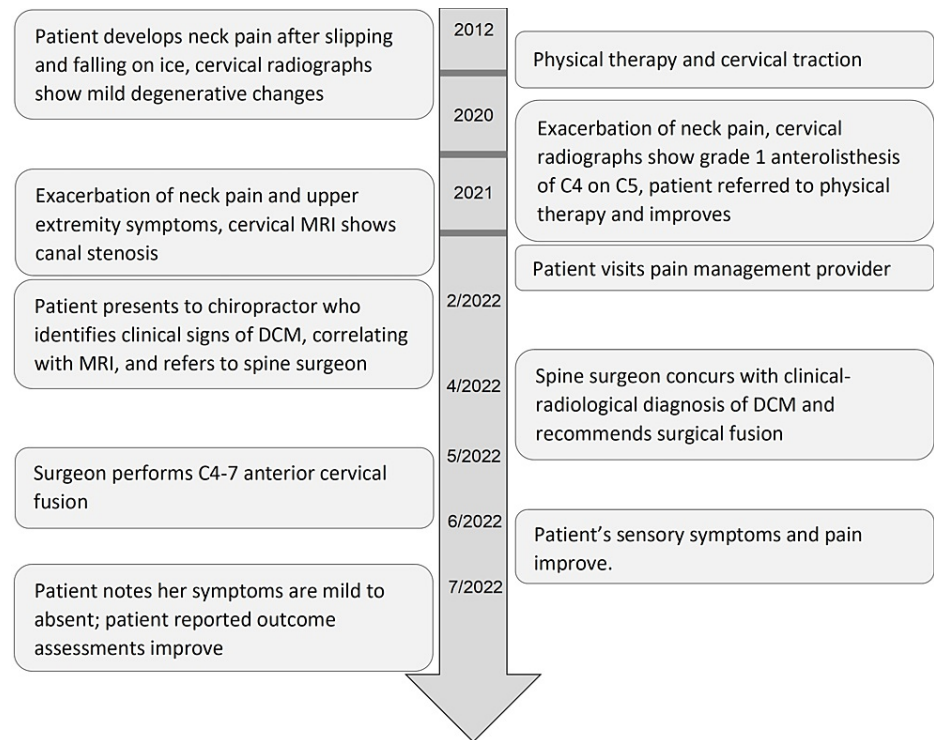 2012
Patient develops neck pain after slipping
and falling on ice, cervical radiographs
show mild degenerative changes
Physical therapy and cervical traction
2020
Exacerbation of neck pain, cervical
radiographs show grade 1 anterolisthesis
of C4 on C5, patient referred to physical
therapy and improves
2021
Exacerbation of neck pain and upper
extremity symptoms, cervical MRI shows
canal stenosis
Patient visits pain management provider
2/2022
Patient presents to chiropractor who
identifies clinical signs of DCM, correlating
with MRI, and refers to spine surgeon
4/2022
Spine surgeon concurs with clinical-
radiological diagnosis of DCM and
recommends surgical fusion
5/2022
Surgeon performs C4-7 anterior cervical
fusion
6/2022
Patient’s sensory symptoms and pain
improve.
7/2022
Patient notes her symptoms are mild to
absent; patient reported outcome
assessments improve